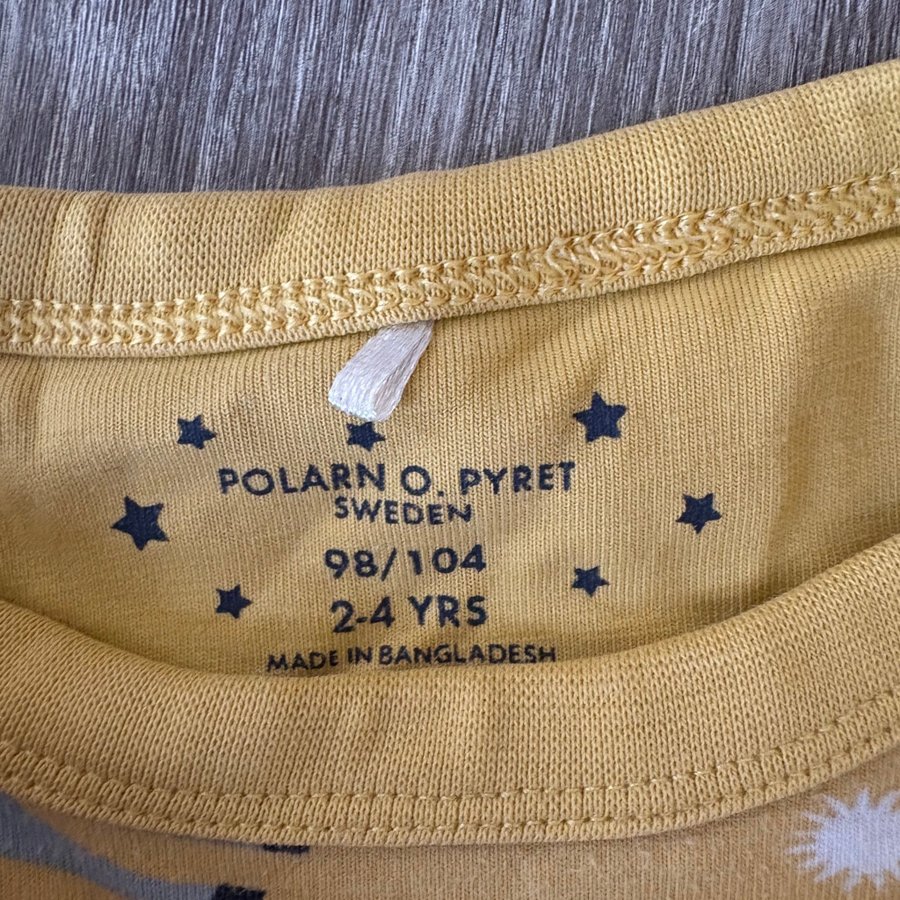 POLARN O. PYRET
SWEDEN
98/104
2-4 YRS
MADE IN BANGLADESH